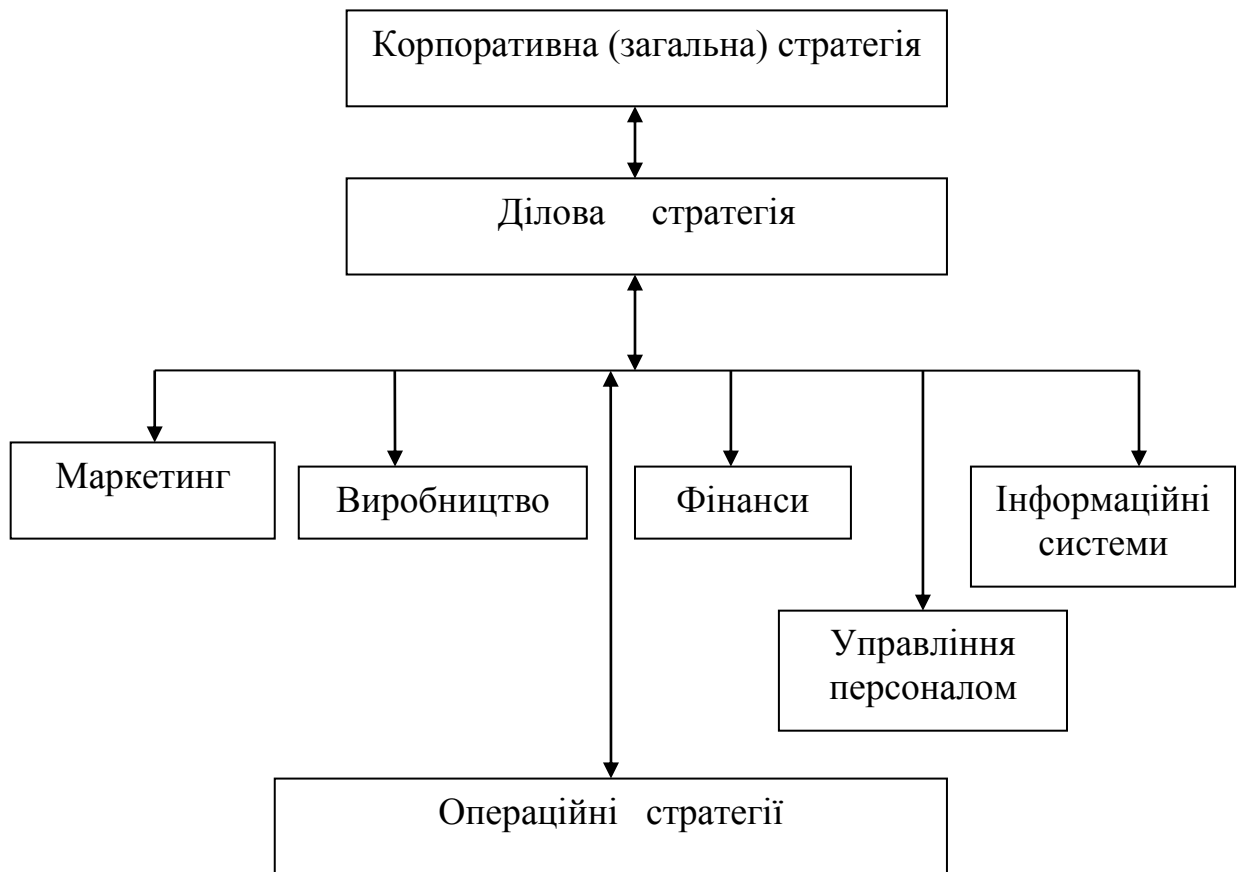 Корпоративна (загальна) стратегія
Ділова стратегія
Маркетинг
Виробництво
Фінанси
Інформаційні
системи
Управління
персоналом
Операційні стратегії